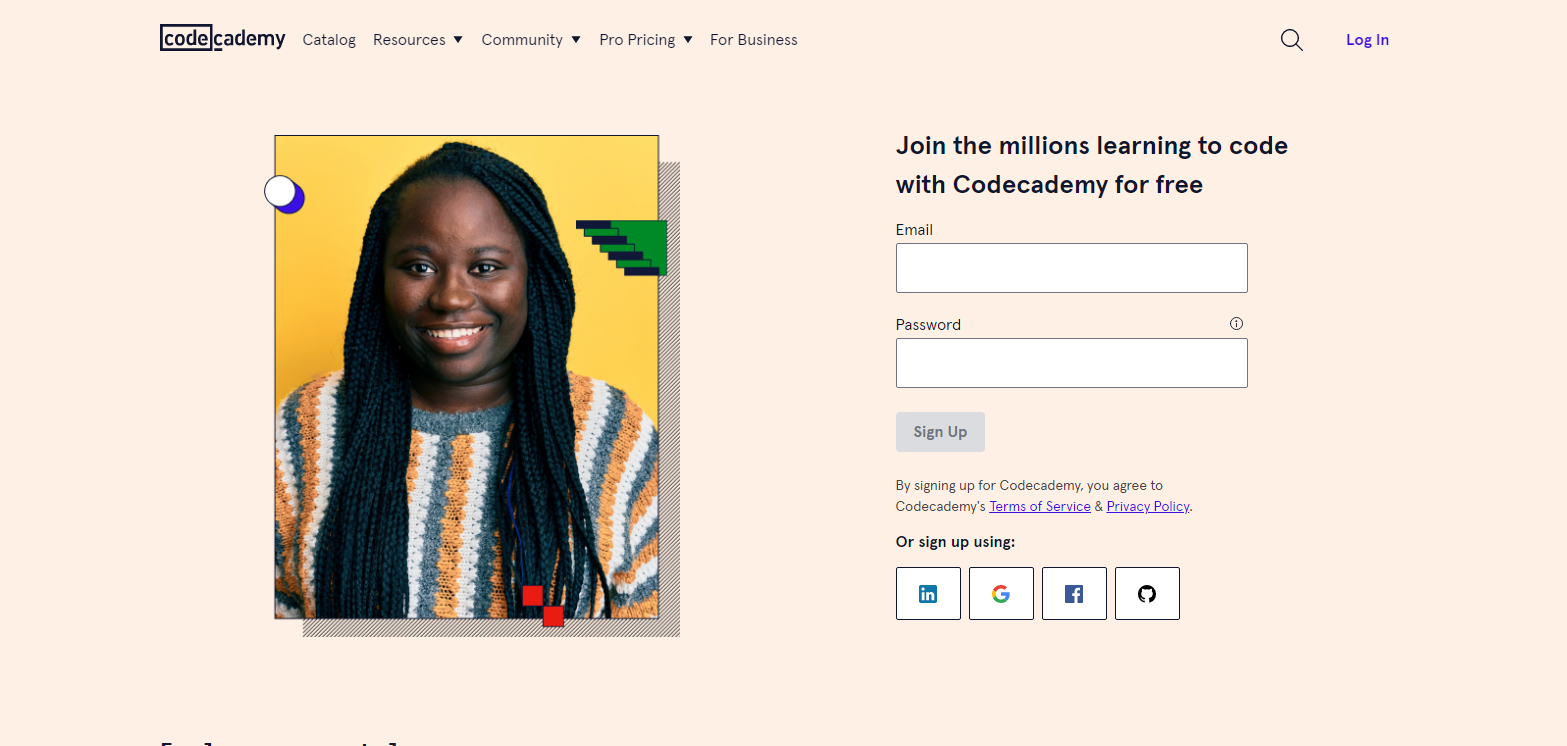 codecademy
Catalog
Resources
Community
Pro Pricing
For Business
Log In
Join the millions learning to code
with Codecademy for free
Email
Password
Sign Up
By signing up for Codecademy, you agree to
Codecademy's Terms of Service & Privacy Policy.
Or sign up using: